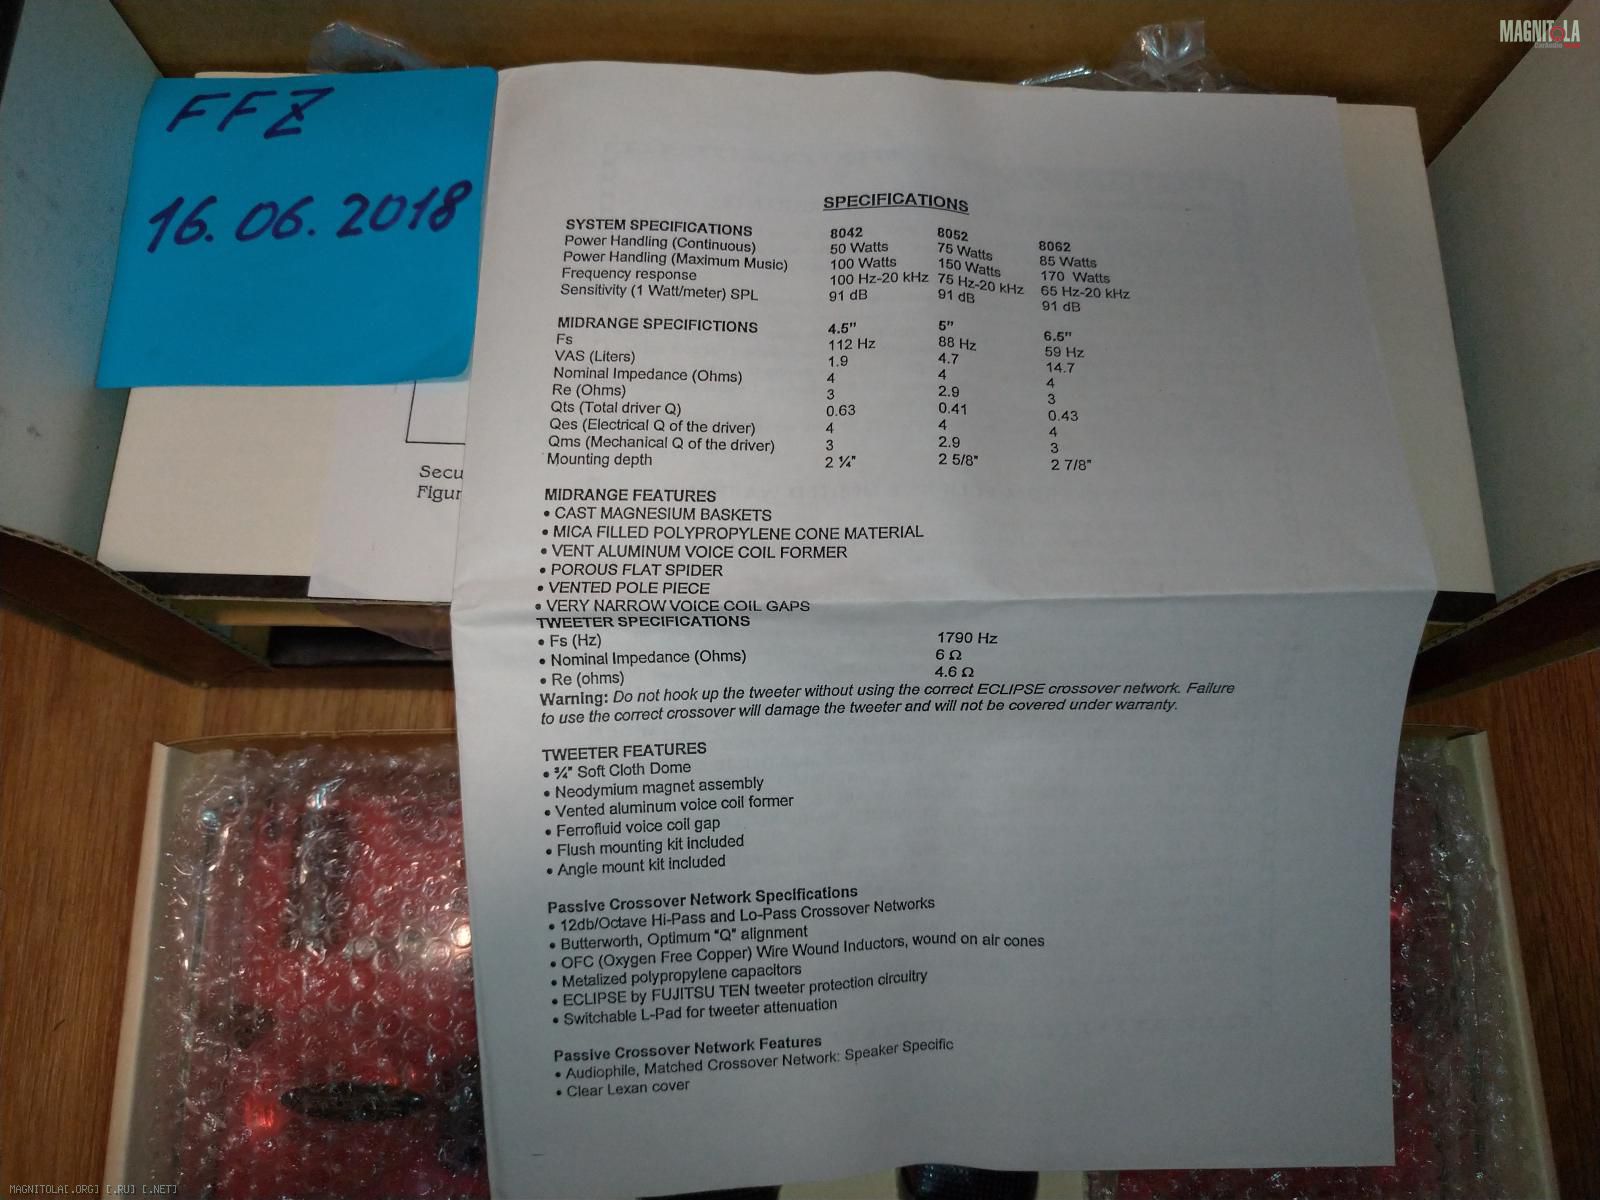 MAGNITOLA
FFZ
16.06.2018
Secu
Figur
SPECIFICATIONS
SYSTEM SPECIFICATIONS 8042 8052 8062
Power Handling (Continuous) 50 Watts 75 Watts 85 Watts
Power Handling (Maximum Music) 100 Watts 150 Watts 170 Watts
Frequency response 100 Hz-20 kHz 75 Hz-20 kHz 65 Hz-20 kHz
Sensitivity (1 Watt/meter) SPL 91 dB 91 dB 91 dB
MIDRANGE SPECIFICTIONS 4.5" 5" 6.5"
Fs 112 Hz 88 Hz 59 Hz
VAS (Liters) 1.9 4.7 14.7
Nominal Impedance (Ohms) 4 4 4
Re (Ohms) 3 2.9 3
Qts (Total driver Q) 0.63 0.41 0.43
Qes (Electrical Q of the driver) 4 4 4
Qms (Mechanical Q of the driver) 3 2.9 3
Mounting depth 2 ¼" 2 5/8" 2 7/8"
MIDRANGE FEATURES
• CAST MAGNESIUM BASKETS
• MICA FILLED POLYPROPYLENE CONE MATERIAL
• VENT ALUMINUM VOICE COIL FORMER
• POROUS FLAT SPIDER
• VENTED POLE PIECE
• VERY NARROW VOICE COIL GAPS
TWEETER SPECIFICATIONS
• Fs (Hz) 1790 Hz
• Nominal Impedance (Ohms) 6 Ω
• Re (ohms) 4.6 Ω
Warning: Do not hook up the tweeter without using the correct ECLIPSE crossover network. Failure
to use the correct crossover will damage the tweeter and will not be covered under warranty.
TWEETER FEATURES
• ¾" Soft Cloth Dome
• Neodymium magnet assembly
• Vented aluminum voice coil former
• Ferrofluid voice coil gap
• Flush mounting kit included
• Angle mount kit included
Passive Crossover Network Specifications
• 12db/Octave Hi-Pass and Lo-Pass Crossover Networks
• Butterworth, Optimum "Q" alignment
• OFC (Oxygen Free Copper) Wire Wound Inductors, wound on air cones
• Metalized polypropylene capacitors
• ECLIPSE by FUJITSU TEN tweeter protection circuitry
• Switchable L-Pad for tweeter attenuation
Passive Crossover Network Features
• Audiophile, Matched Crossover Network: Speaker Specific
• Clear Lexan cover
MAGNITOLA[.ORG] [.RU] [.NET]